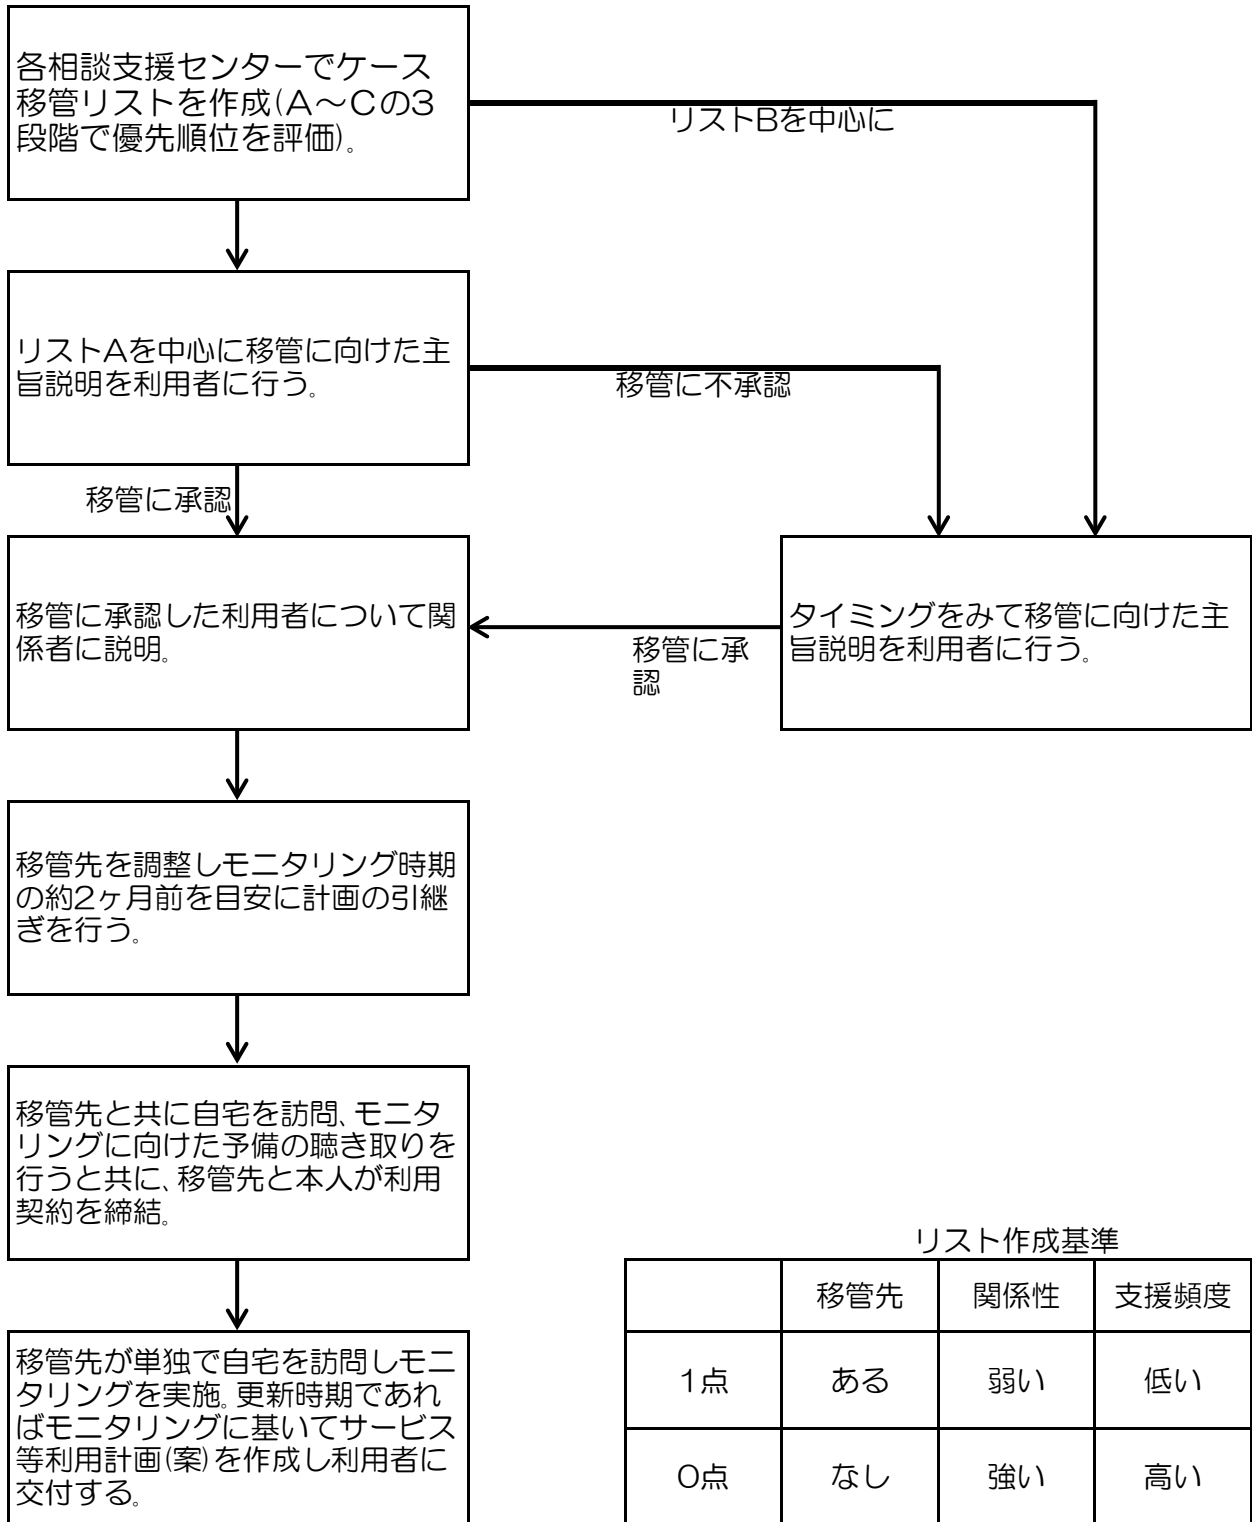 各相談支援センターでケース
移管リストを作成(A～Cの3
段階で優先順位を評価)。
リストBを中心に
リストAを中心に移管に向けた主
旨説明を利用者に行う。
移管に不承認
移管に承認
移管に承認した利用者について関
係者に説明。
移管に承
認
タイミングをみて移管に向けた主
旨説明を利用者に行う。
移管先を調整しモニタリング時期
の約2ヶ月前を目安に計画の引継
ぎを行う。
移管先と共に自宅を訪問、モニタ
リングに向けた予備の聴き取りを
行うと共に、移管先と本人が利用
契約を締結。
移管先が単独で自宅を訪問しモニ
タリングを実施。更新時期であれ
ばモニタリングに基いてサービス
等利用計画(案)を作成し利用者に
交付する。
リスト作成基準
移管先 関係性 支援頻度
1点 ある 弱い 低い
0点 なし 強い 高い